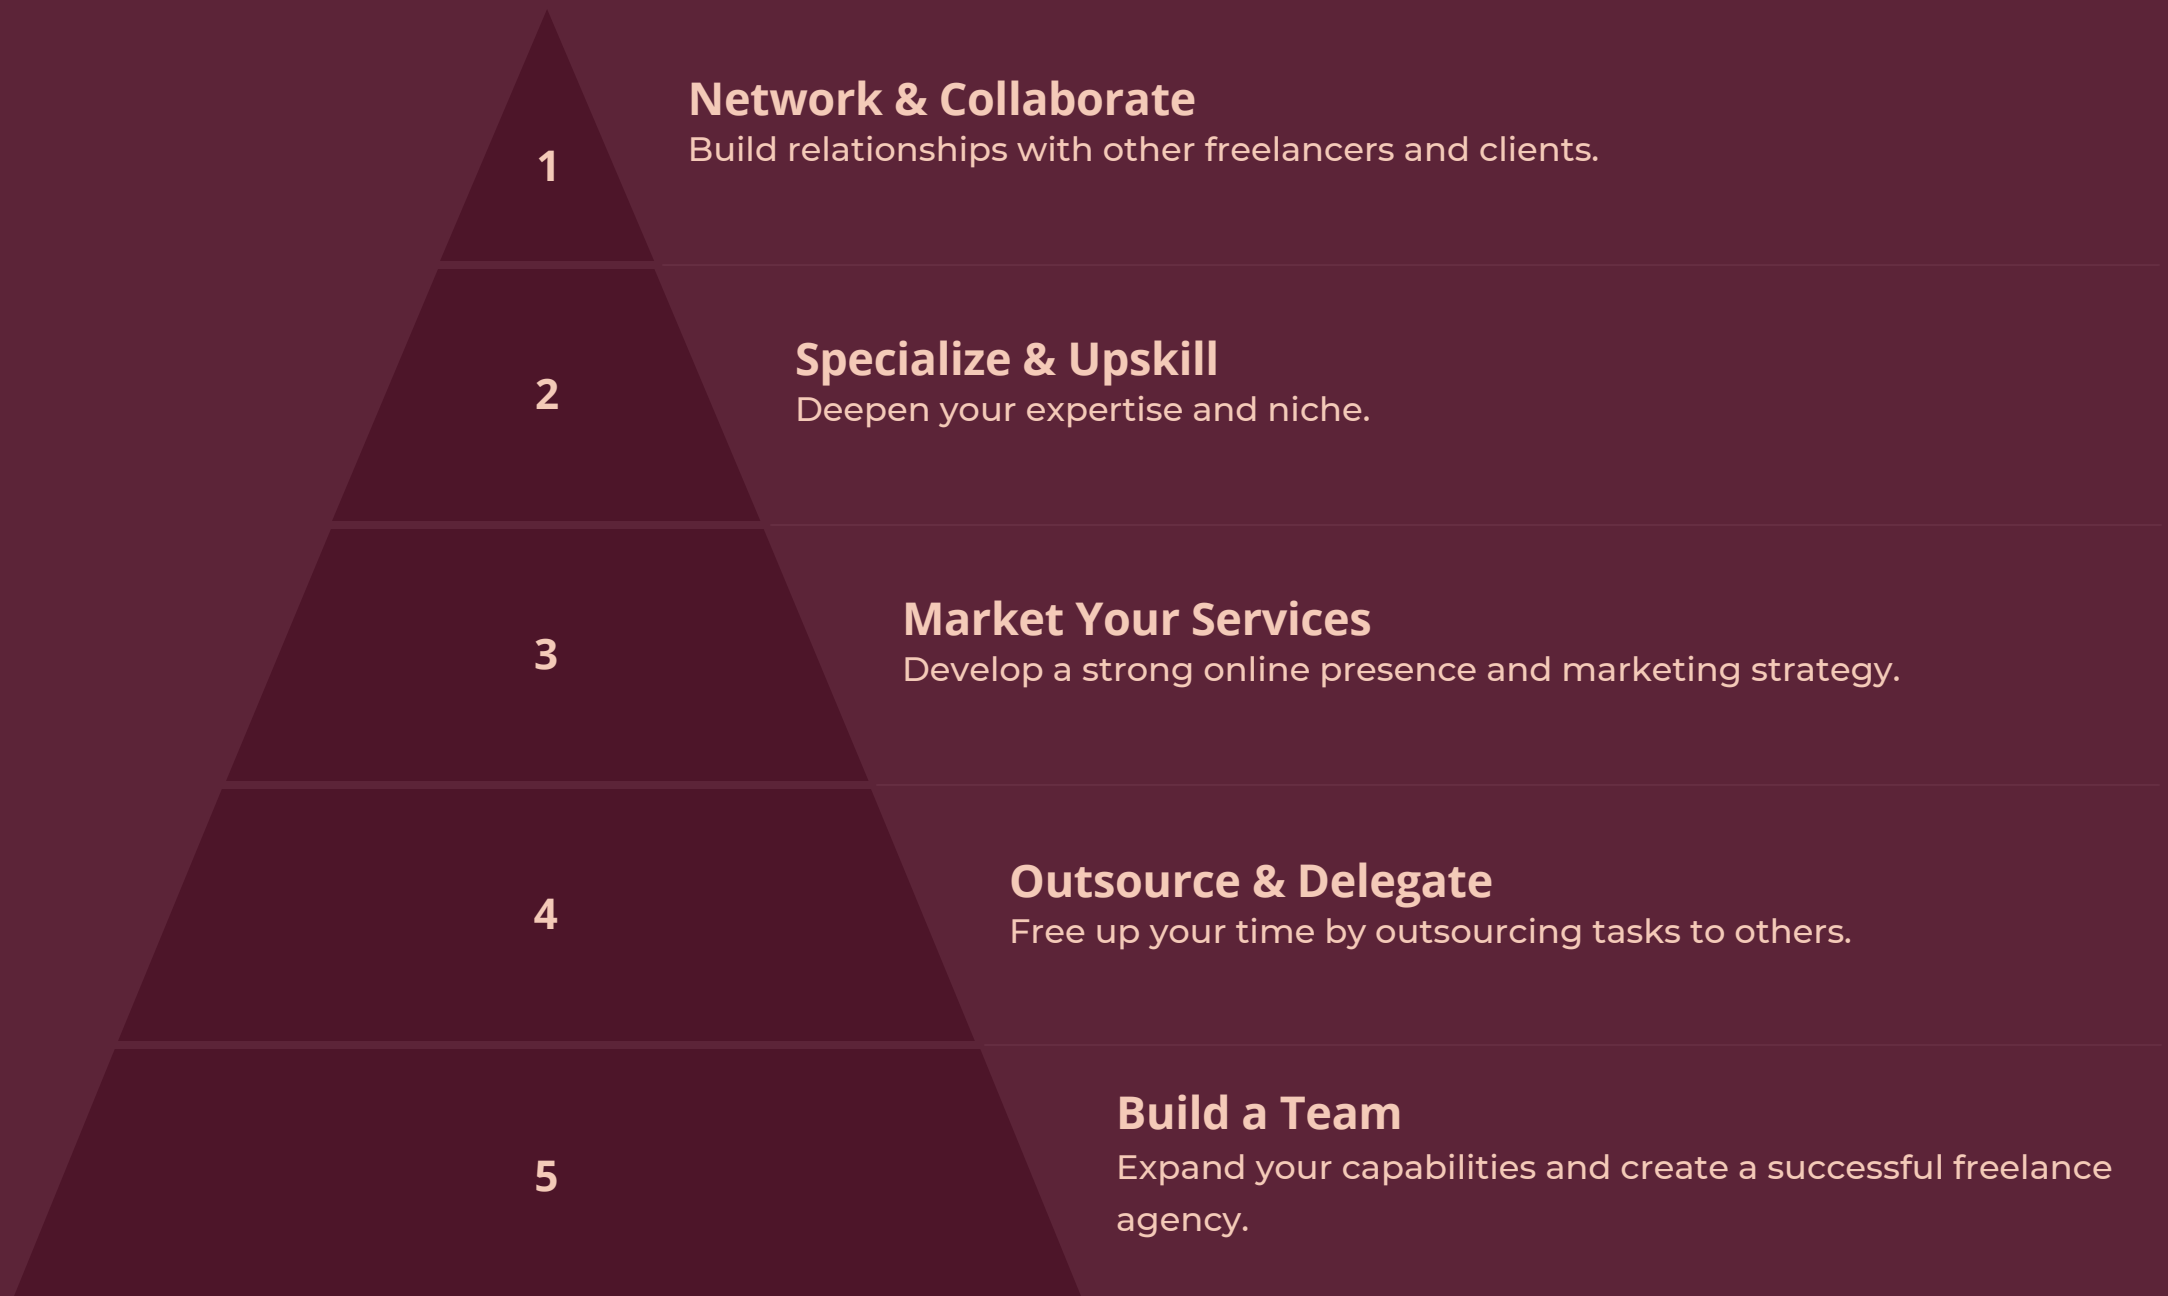 1
Network & Collaborate
Build relationships with other freelancers and clients.
2
Specialize & Upskill
Deepen your expertise and niche.
3
Market Your Services
Develop a strong online presence and marketing strategy.
4
Outsource & Delegate
Free up your time by outsourcing tasks to others.
5
Build a Team
Expand your capabilities and create a successful freelance
agency.